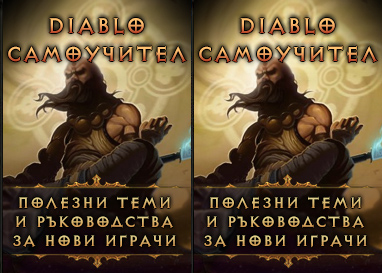 DIABLO
САМОУЧИТЕЛ
ПОЛЕЗНИ ТЕМИ
И РЪКОВОДСТВА
ЗА НОВИ ИГРАЧИ
DIABLO
САМОУЧИТЕЛ
ПОЛЕЗНИ ТЕМИ
И РЪКОВОДСТВА
ЗА НОВИ ИГРАЧИ